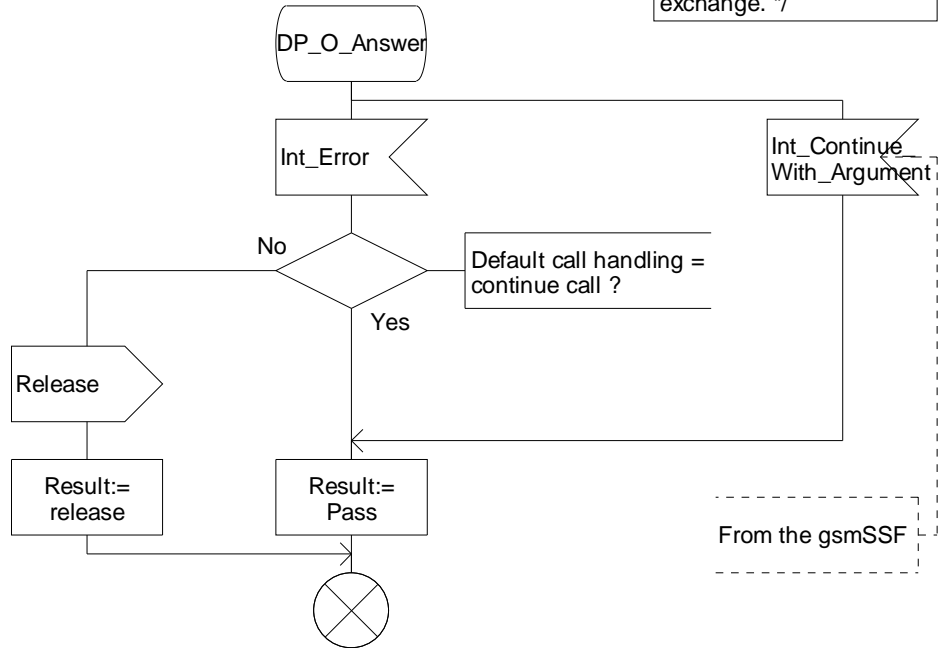 exchange. */
DP_O_Answer
Int_Error
Int_Continue_
With_Argument
No
Default call handling =
continue call ?
Yes
Release
Result:=
release
Result:=
Pass
From the gsmSSF